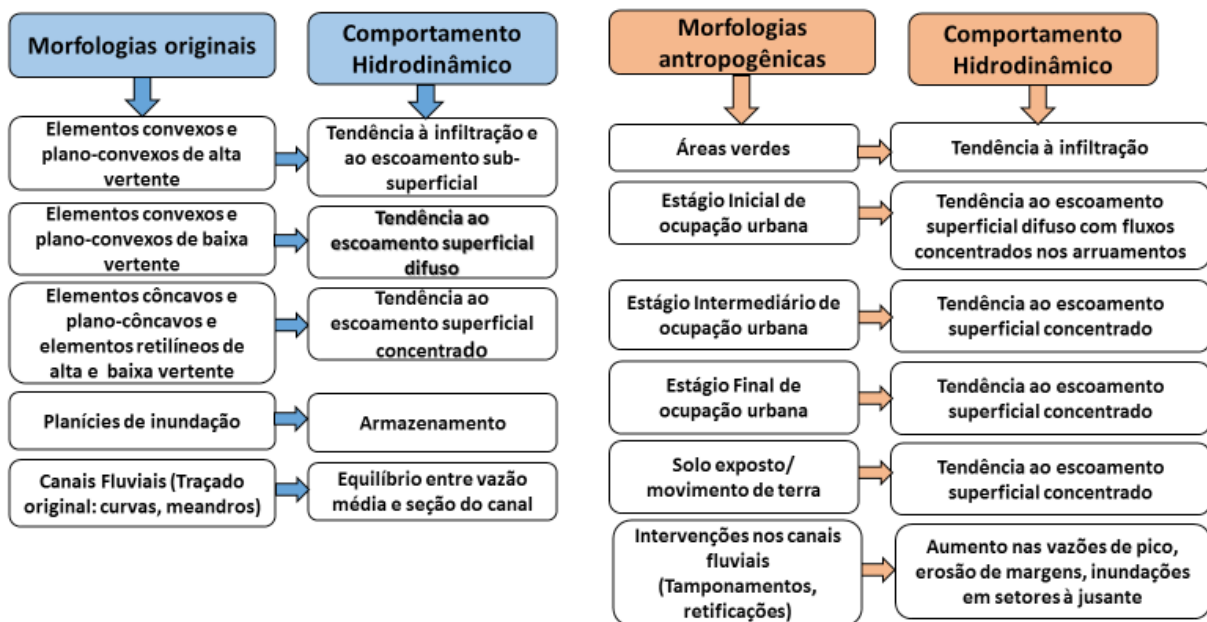 Morfologias originais
Comportamento
Hidrodinâmico
Elementos convexos e
plano-convexos de alta
vertente
Tendência à infiltração e
ao escoamento sub-
superficial
Elementos convexos e
plano-convexos de baixa
vertente
Tendência ao
escoamento superficial
difuso
Elementos côncavos e
plano-côncavos e
elementos retilíneos de
alta e baixa vertente
Tendência ao
escoamento superficial
concentrado
Planícies de inundação
Armazenamento
Canais Fluviais (Traçado
original: curvas, meandros)
Equilíbrio entre vazão
média e seção do canal
Morfologias
antropogênicas
Comportamento
Hidrodinâmico
Áreas verdes
Tendência à infiltração
Estágio Inicial de
ocupação urbana
Tendência ao escoamento
superficial difuso com fluxos
concentrados nos arruamentos
Estágio Intermediário de
ocupação urbana
Tendência ao escoamento
superficial concentrado
Estágio Final de
ocupação urbana
Tendência ao escoamento
superficial concentrado
Solo exposto/
movimento de terra
Tendência ao escoamento
superficial concentrado
Intervenções nos canais
fluviais
(Tamponamentos,
retificações)
Aumento nas vazões de pico,
erosão de margens, inundações
em setores à jusante